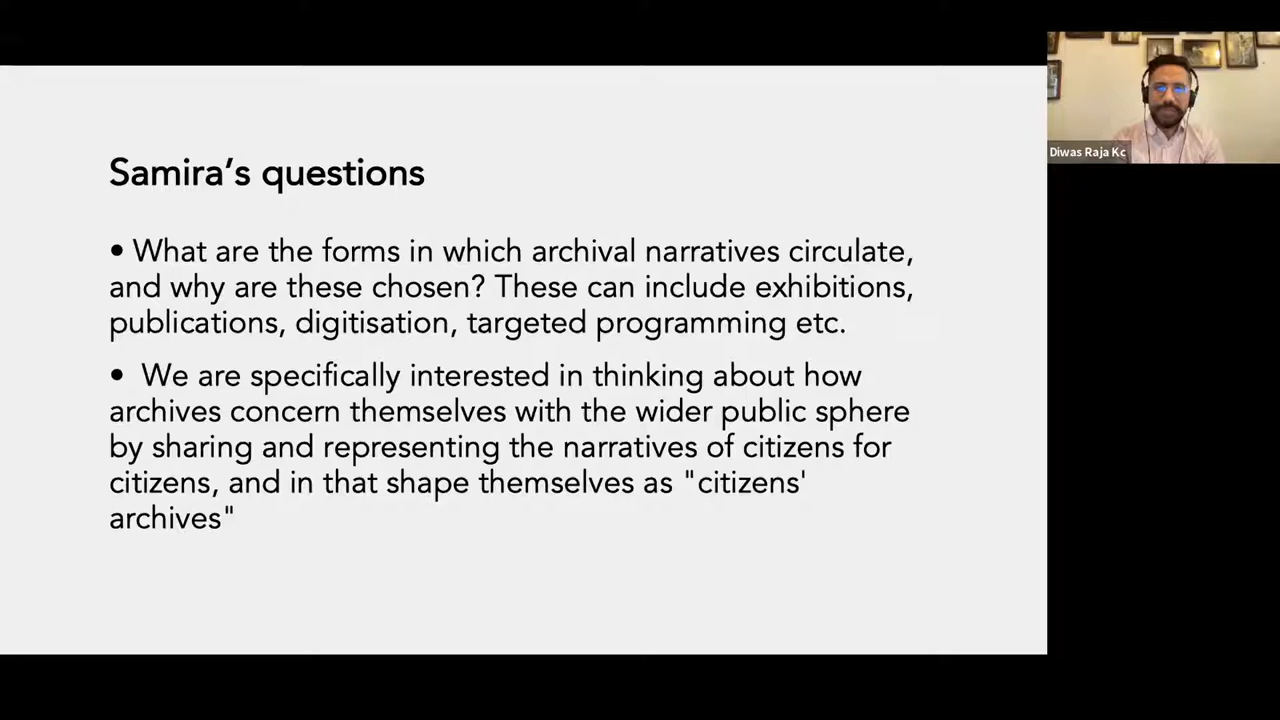 Samira’s questions
• What are the forms in which archival narratives circulate,
and why are these chosen? These can include exhibitions,
publications, digitisation, targeted programming etc.
• We are specifically interested in thinking about how
archives concern themselves with the wider public sphere
by sharing and representing the narratives of citizens for
citizens, and in that shape themselves as "citizens'
archives"
Diwas Raja Kc